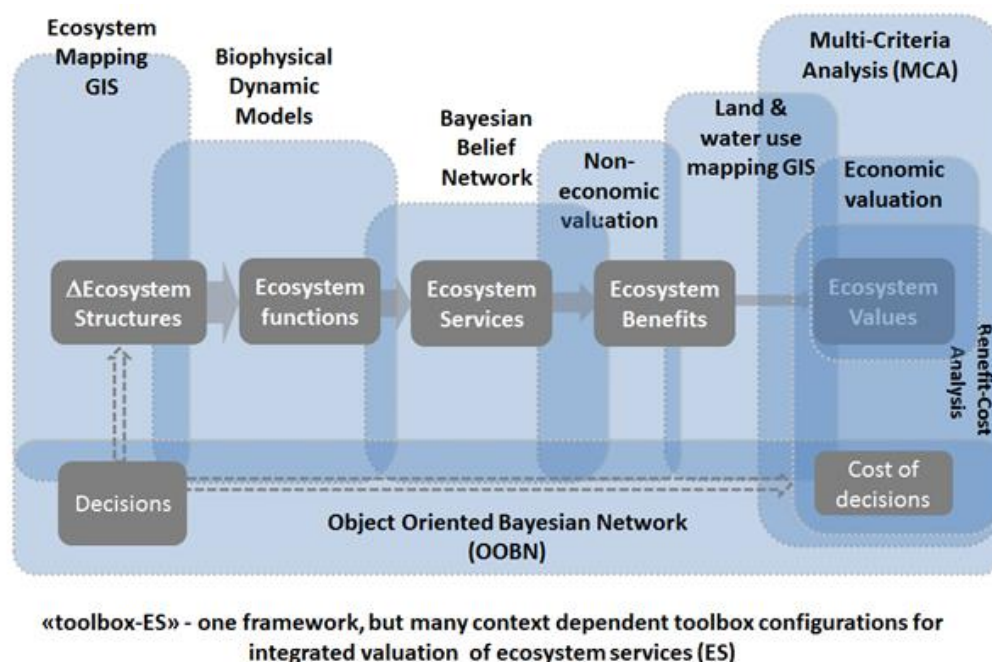 Ecosystem
Mapping
GIS
Biophysical
Dynamic
Models
Bayesian
Belief
Network
Non-
economic
valuation
Land &
water use
mapping GIS
Multi-Criteria
Analysis (MCA)
Economic
valuation
ΔEcosystem
Structures
Ecosystem
functions
Ecosystem
Services
Ecosystem
Benefits
Ecosystem
Values
Benefit-Cost
Analysis
Decisions
Cost of
decisions
Object Oriented Bayesian Network
(OOBN)
«toolbox-ES» - one framework, but many context dependent toolbox configurations for
integrated valuation of ecosystem services (ES)